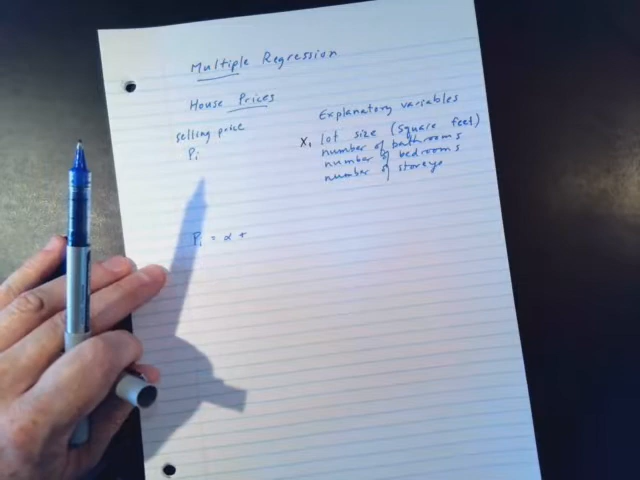 Multiple Regression
House Prices
selling price
Pi
Explanatory variables
X₁ lot size (square feet)
number of bathrooms
number of bedrooms
number of storeys
Pi = α +